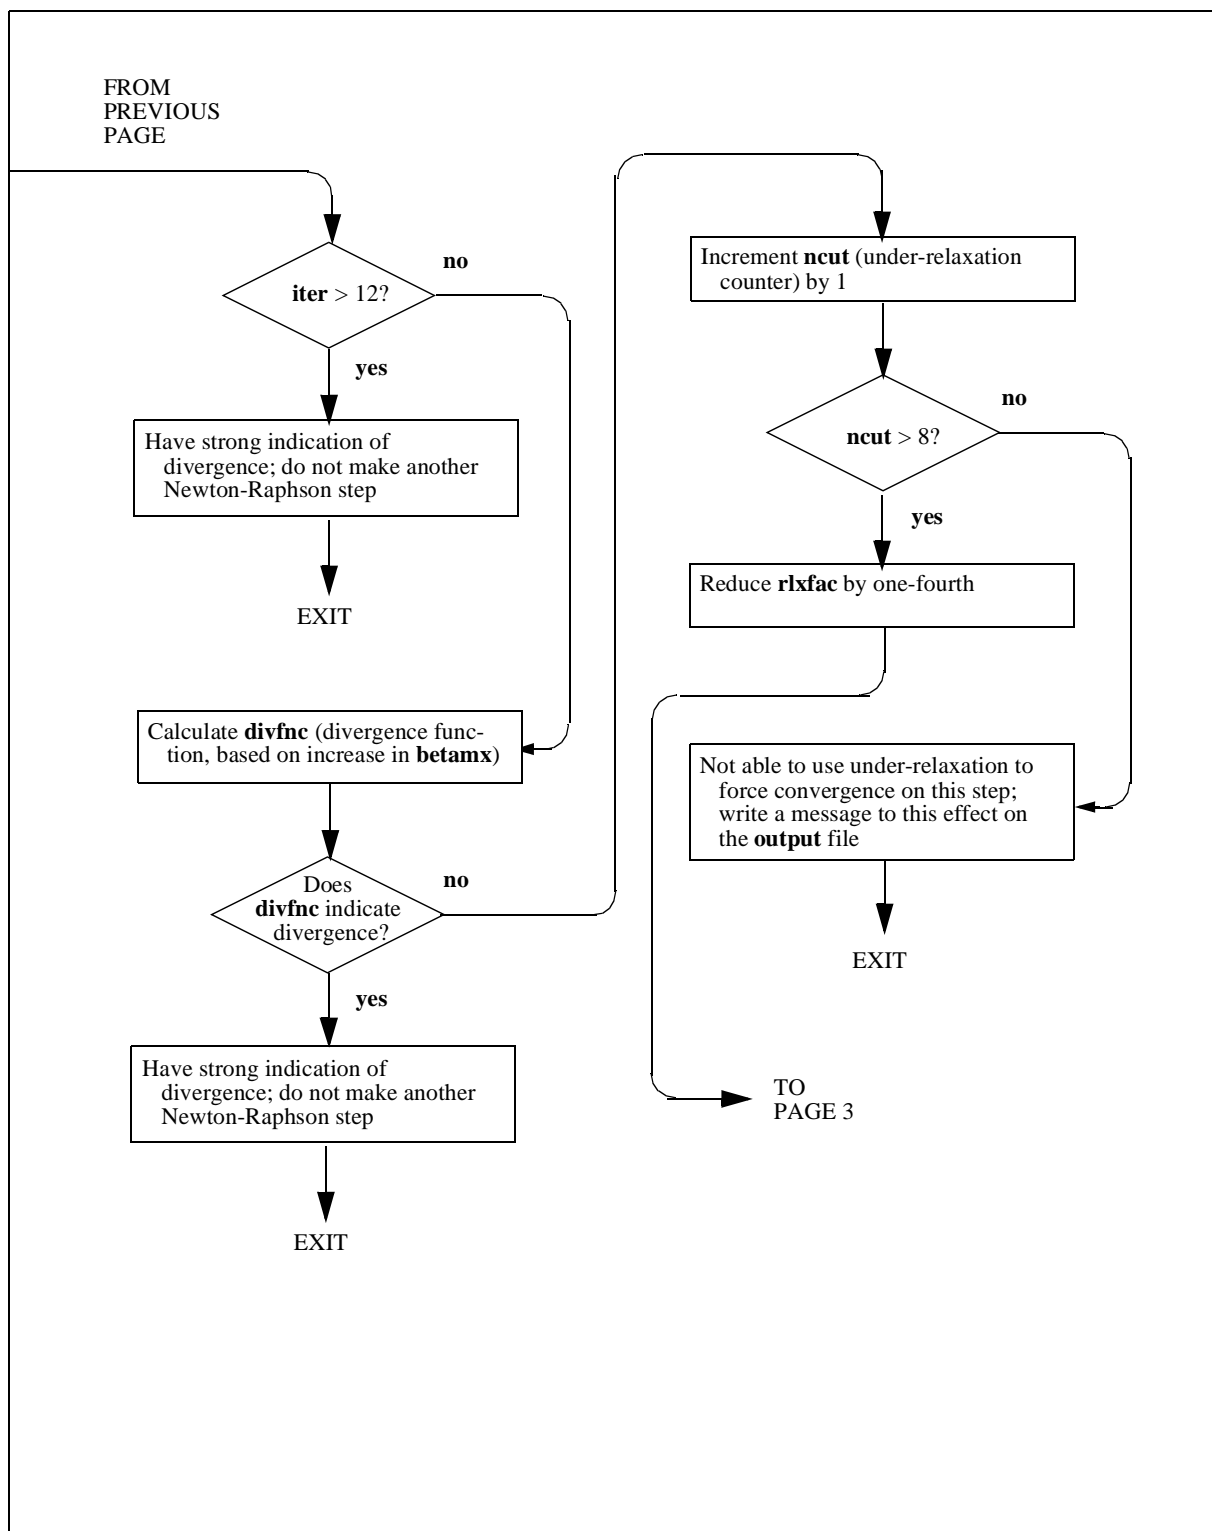 FROM
PREVIOUS
PAGE
iter > 12?
no
yes
Have strong indication of
divergence; do not make another
Newton-Raphson step
EXIT
Calculate divfnc (divergence func-
tion, based on increase in betamx)
Does
divfnc indicate
divergence?
no
yes
Have strong indication of
divergence; do not make another
Newton-Raphson step
EXIT
Increment ncut (under-relaxation
counter) by 1
ncut > 8?
no
yes
Reduce rlxfac by one-fourth
Not able to use under-relaxation to
force convergence on this step;
write a message to this effect on
the output file
EXIT
TO
PAGE 3